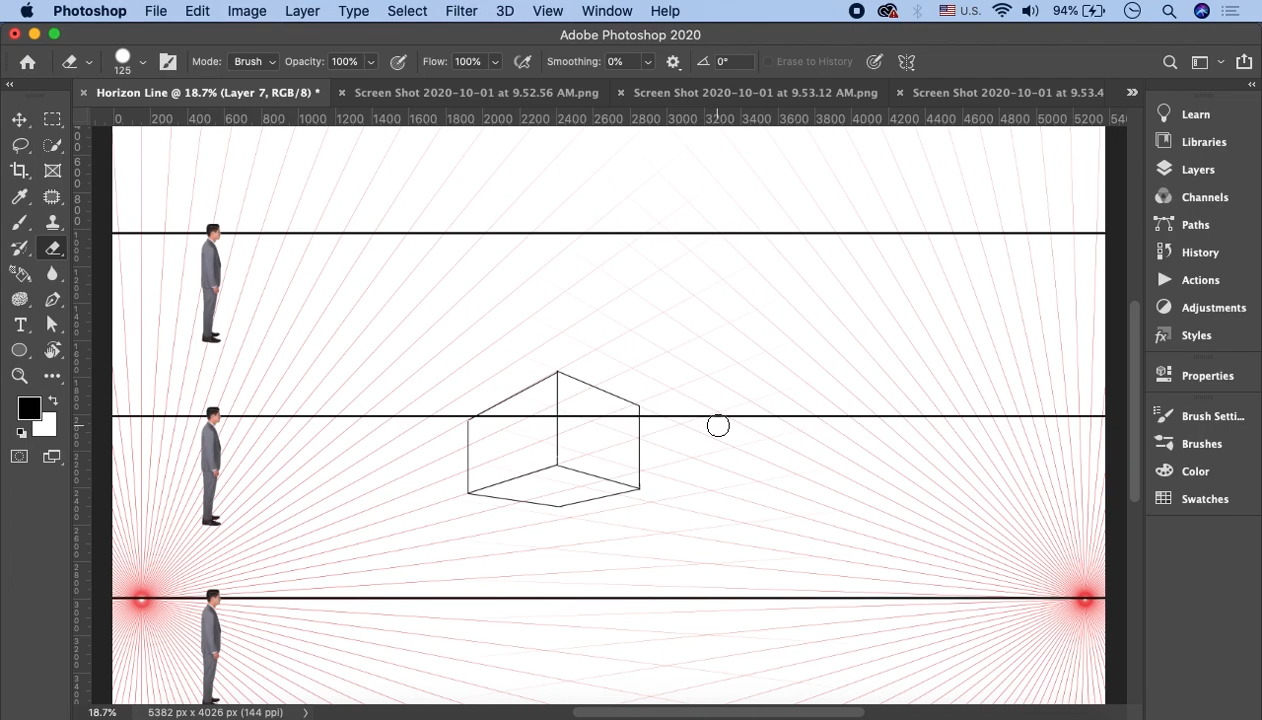 Photoshop File Edit Image Layer Type Select Filter 3D View Window Help U.S. 94%
Adobe Photoshop 2020
125 Mode: Brush Opacity: 100% Flow: 100% Smoothing: 0% 0° Erase to History
Horizon Line @ 18.7% (Layer 7, RGB/8) * Screen Shot 2020-10-01 at 9.52.56 AM.png Screen Shot 2020-10-01 at 9.53.12 AM.png Screen Shot 2020-10-01 at 9.53.4
0 200 400 600 800 1000 1200 1400 1600 1800 2000 2200 2400 2600 2800 3000 3200 3400 3600 3800 4000 4200 4400 4600 4800 5000 5200 540
Learn
Libraries
Layers
Channels
Paths
History
Actions
Adjustments
Styles
Properties
Brush Setti...
Brushes
Color
Swatches
18.7% 5382 px x 4026 px (144 ppi)